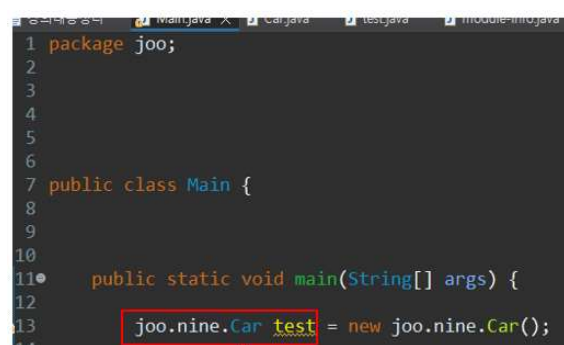 Main.java Car.java test.java module-info.java
1 package joo;
2
3
4
5
6
7 public class Main {
8
9
10
11 public static void main(String[] args) {
12
13 joo.nine.Car test = new joo.nine.Car();